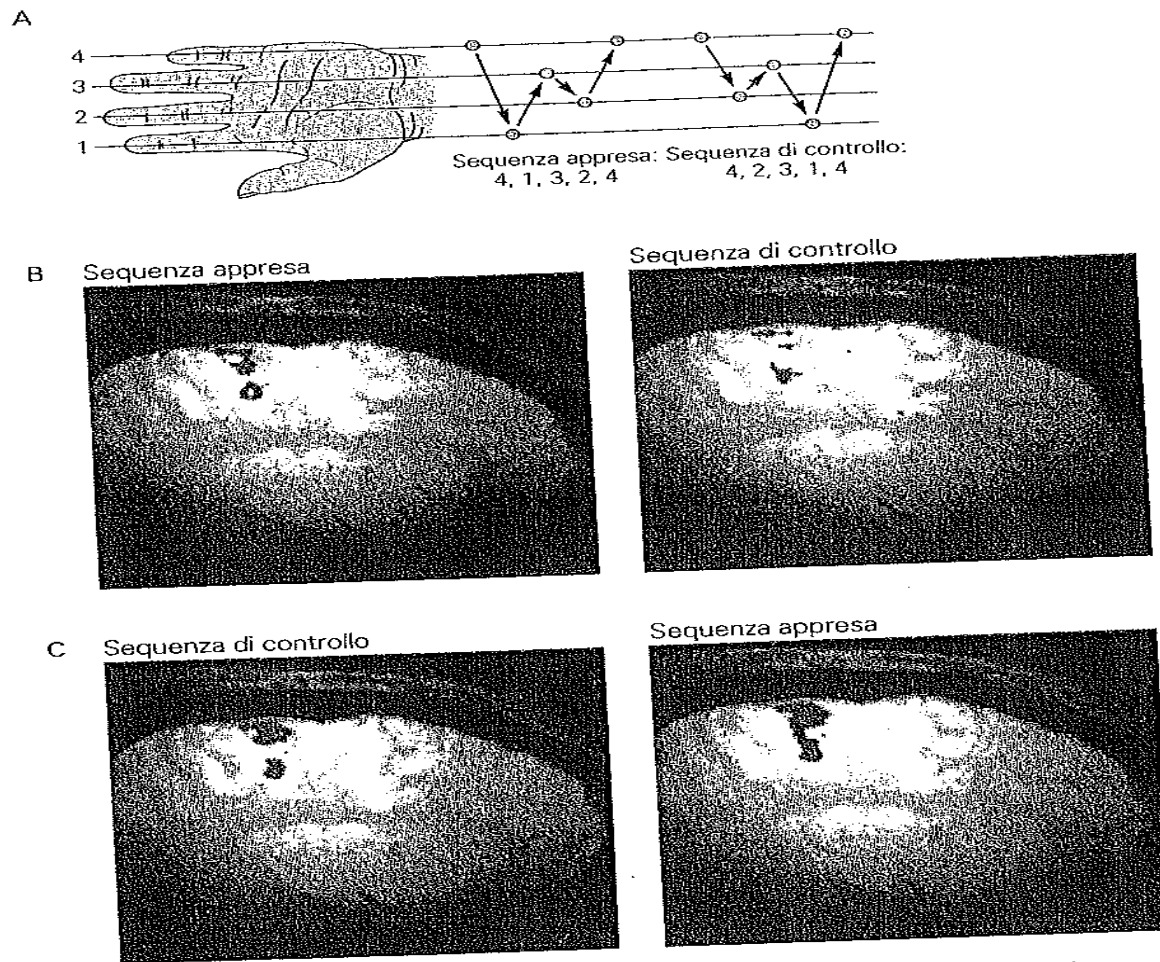 A
4
3
2
1
Sequenza appresa: Sequenza di controllo:
4, 1, 3, 2, 4 4, 2, 3, 1, 4
B Sequenza appresa
Sequenza di controllo
C Sequenza di controllo
Sequenza appresa